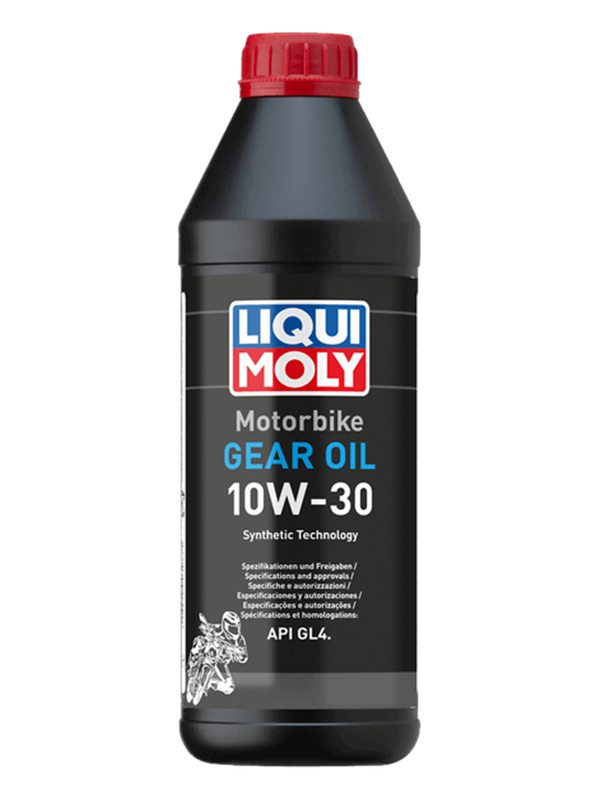 LIQUI
MOLY
Motorbike
GEAR OIL
10W-30
Synthetic Technology
Spezifikationen und Freigaben /
Specifications and approvals /
Specifiche e autorizzazioni /
Especificaciones y autorizaciones /
Especificações e autorizações /
Spécifications et homologations:
API GL4.